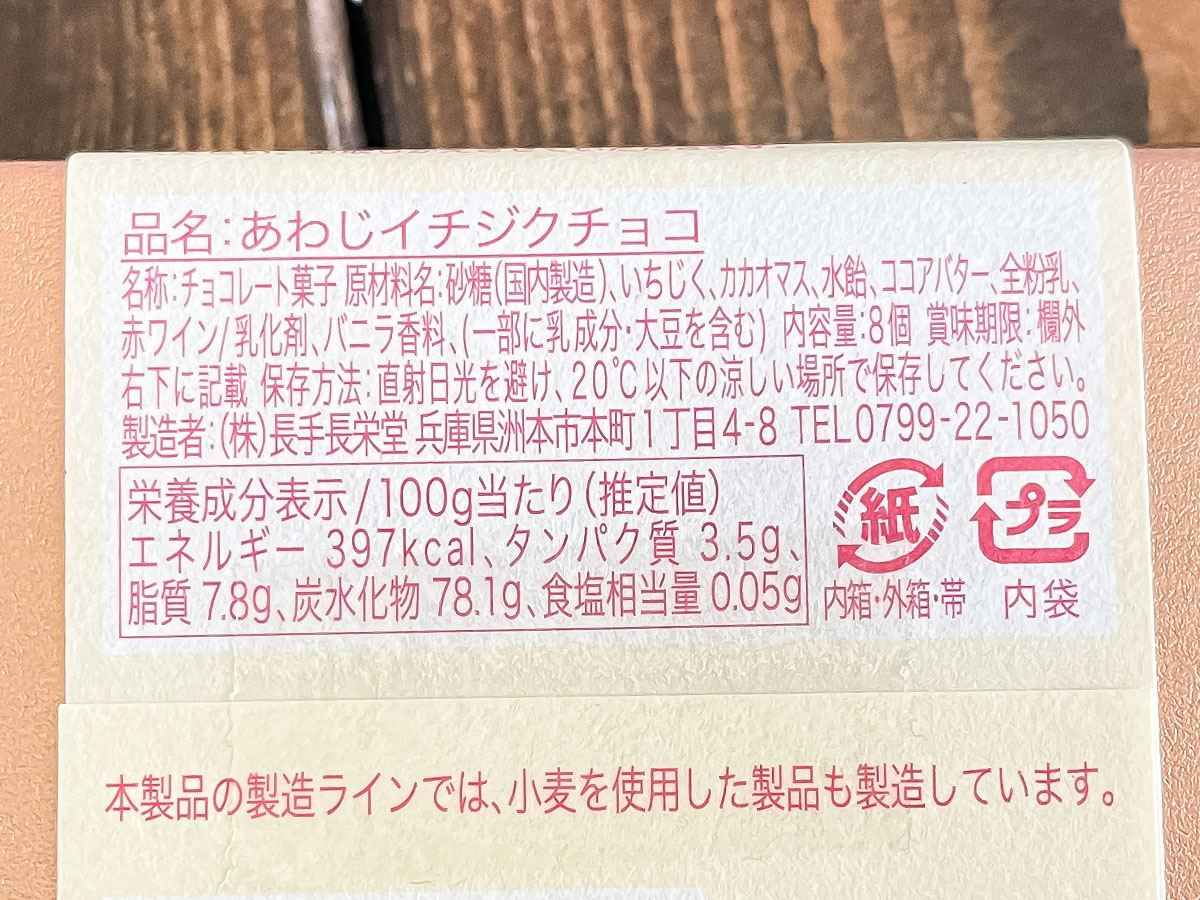 品名:あわじイチジクチョコ
名称:チョコレート菓子 原材料名:砂糖(国内製造)、いちじく、カカオマス、水飴、ココアバター、全粉乳、
赤ワイン/乳化剤、バニラ香料、(一部に乳成分・大豆を含む) 内容量:8個 賞味期限:欄外
右下に記載 保存方法:直射日光を避け、20℃以下の涼しい場所で保存してください。
製造者:(株)長手長栄堂 兵庫県洲本市本町1丁目4-8 TEL0799-22-1050
栄養成分表示/100g当たり(推定値)
エネルギー 397kcal、タンパク質 3.5g、
脂質 7.8g、炭水化物 78.1g、食塩相当量 0.05g
紙
内箱・外箱・帯
プラ
内袋
本製品の製造ラインでは、小麦を使用した製品も製造しています。